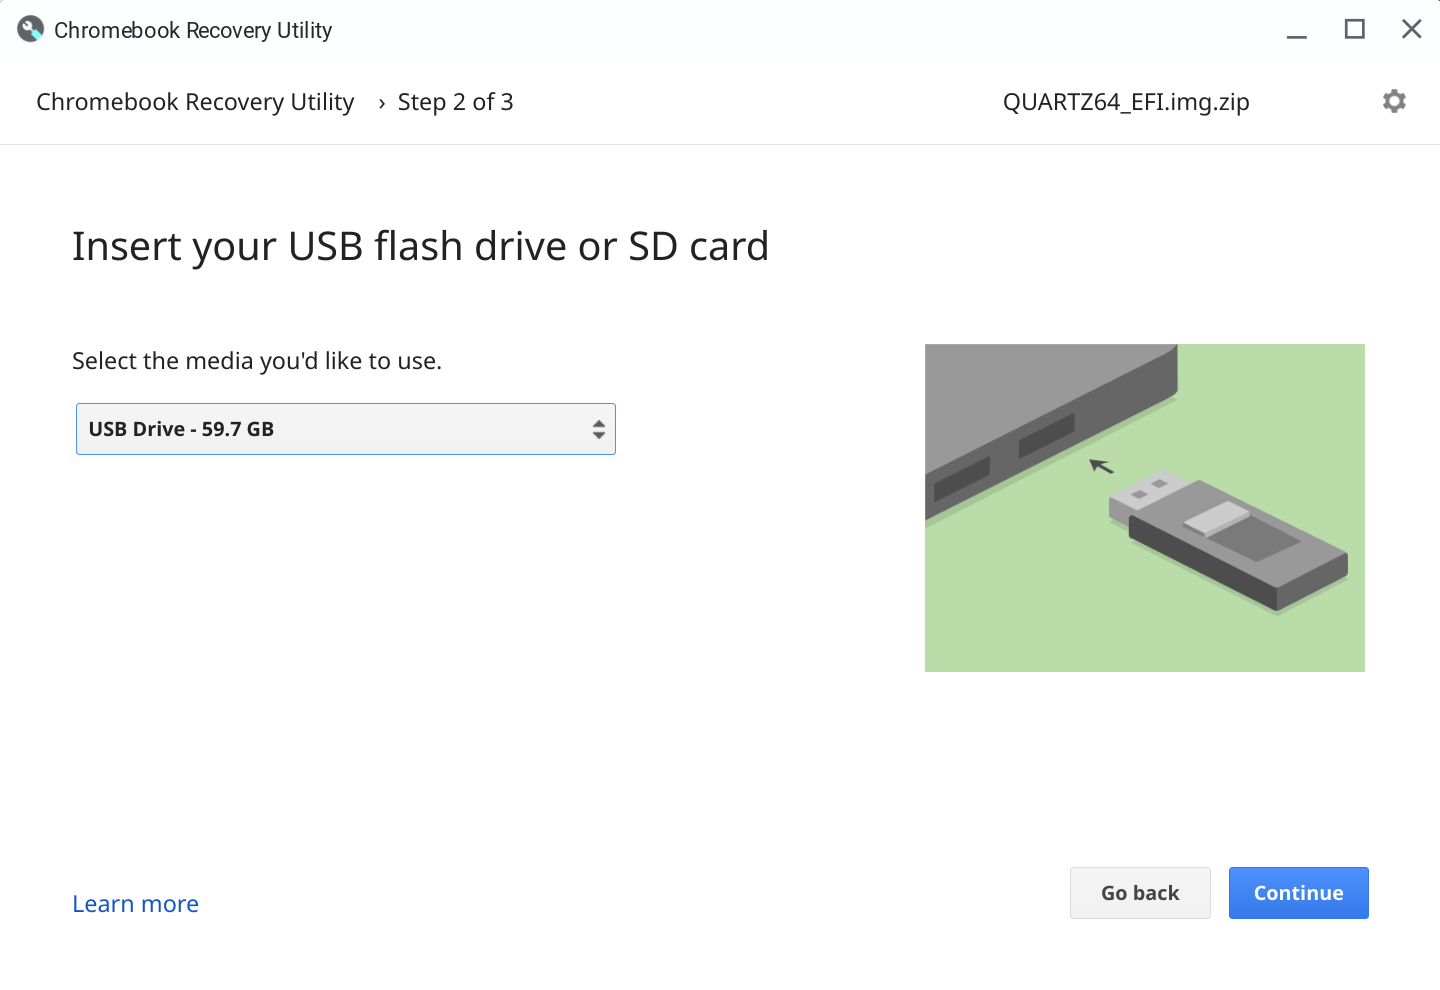 Chromebook Recovery Utility
Chromebook Recovery Utility › Step 2 of 3 QUARTZ64_EFI.img.zip
Insert your USB flash drive or SD card
Select the media you'd like to use.
USB Drive - 59.7 GB
Learn more Go back Continue